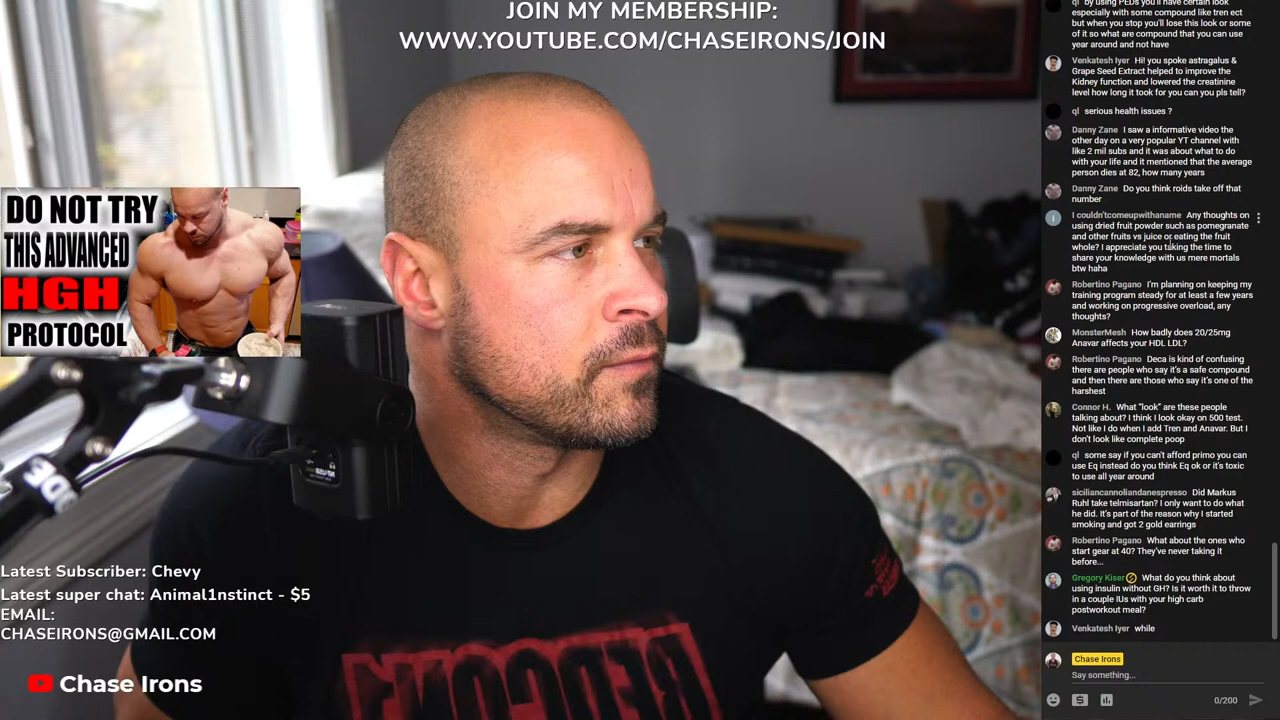 JOIN MY MEMBERSHIP:
WWW.YOUTUBE.COM/CHASEIRONS/JOIN
DO NOT TRY
THIS ADVANCED
HGH
PROTOCOL
Latest Subscriber: Chevy
Latest super chat: Animal1nstinct - $5
EMAIL:
CHASEIRONS@GMAIL.COM
Chase Irons
ql by using PEDs you'll have certain look
especially with some compound like tren ect
but when you stop you'll lose this look or some
of it so what are compound that you can use
year around and not have
Venkatesh Iyer Hi! you spoke astragalus &
Grape Seed Extract helped to improve the
Kidney function and lowered the creatinine
level how long it took for you can you pls tell?
ql serious health issues ?
Danny Zane I saw a informative video the
other day on a very popular YT channel with
like 2 mil subs and it was about what to do
with your life and it mentioned that the average
person dies at 82, how many years
Danny Zane Do you think roids take off that
number
I couldn'tcomeupwithaname Any thoughts on
using dried fruit powder such as pomegranate
and other fruits vs juice or eating the fruit
whole? I appreciate you taking the time to
share your knowledge with us mere mortals
btw haha
Robertino Pagano I'm planning on keeping my
training program steady for at least a few years
and working on progressive overload, any
thoughts?
MonsterMesh How badly does 20/25mg
Anavar affects your HDL LDL?
Robertino Pagano Deca is kind of confusing
there are people who say it's a safe compound
and then there are those who say it's one of the
harshest
Connor H. What "look" are these people
talking about? I think I look okay on 500 test.
Not like I do when I add Tren and Anavar. But I
don't look like complete poop
ql some say if you can't afford primo you can
use Eq instead do you think Eq ok or it's toxic
to use all year around
siciliancannoliandanespresso Did Markus
Ruhl take telmisartan? I only want to do what
he did. It's part of the reason why I started
smoking and got 2 gold earrings
Robertino Pagano What about the ones who
start gear at 40? They've never taking it
before...
Gregory Kiser What do you think about
using insulin without GH? Is it worth it to throw
in a couple IUs with your high carb
postworkout meal?
Venkatesh Iyer while
Chase Irons
Say something...
0/200